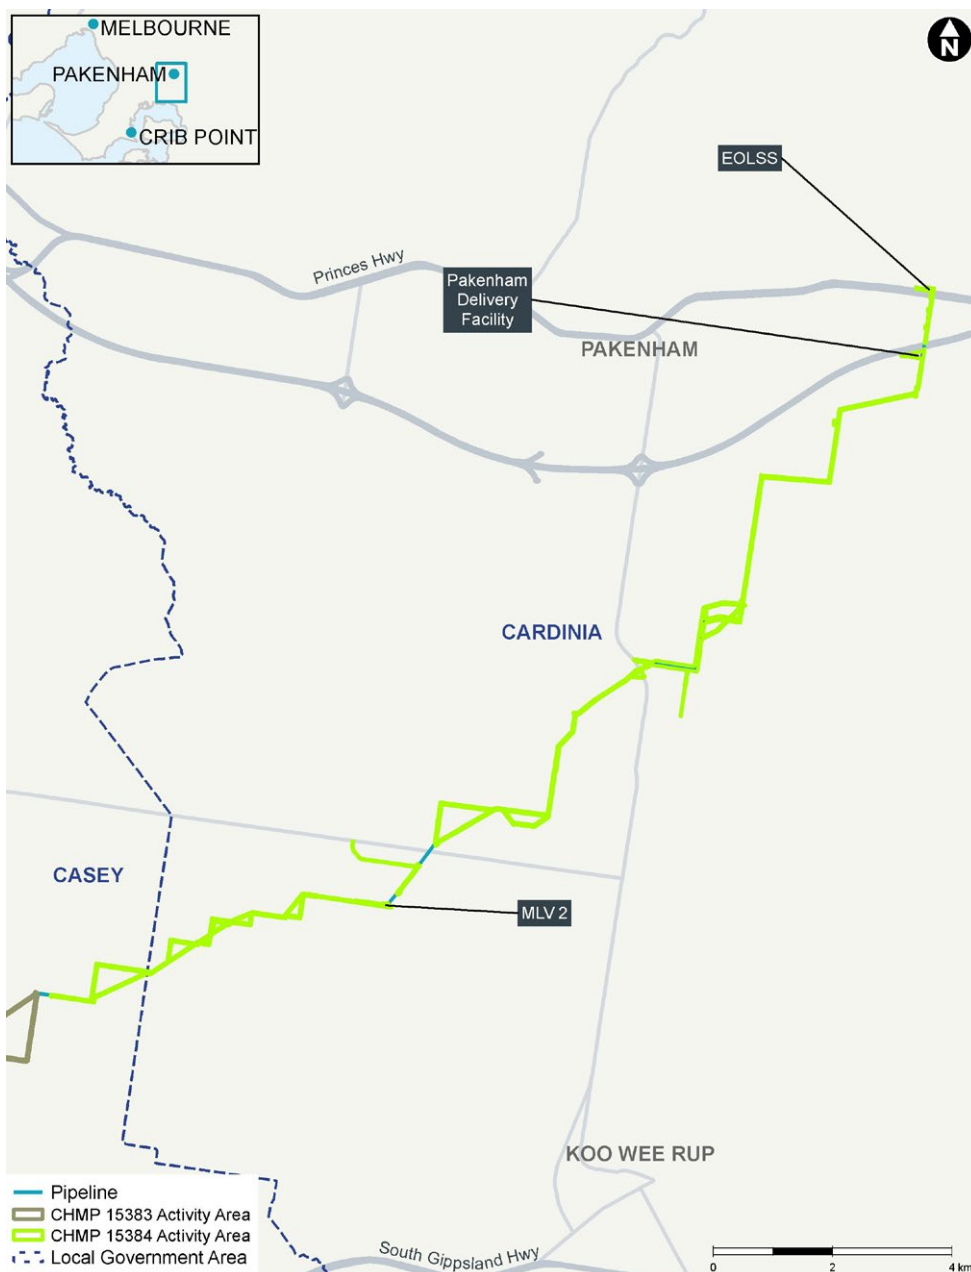 MELBOURNE
PAKENHAM
CRIB POINT
N
EOLSS
Princes Hwy
Pakenham
Delivery
Facility
PAKENHAM
CARDINIA
CASEY
MLV 2
KOO WEE RUP
Pipeline
CHMP 15383 Activity Area
CHMP 15384 Activity Area
Local Government Area
South Gippsland Hwy
0 2 4 km